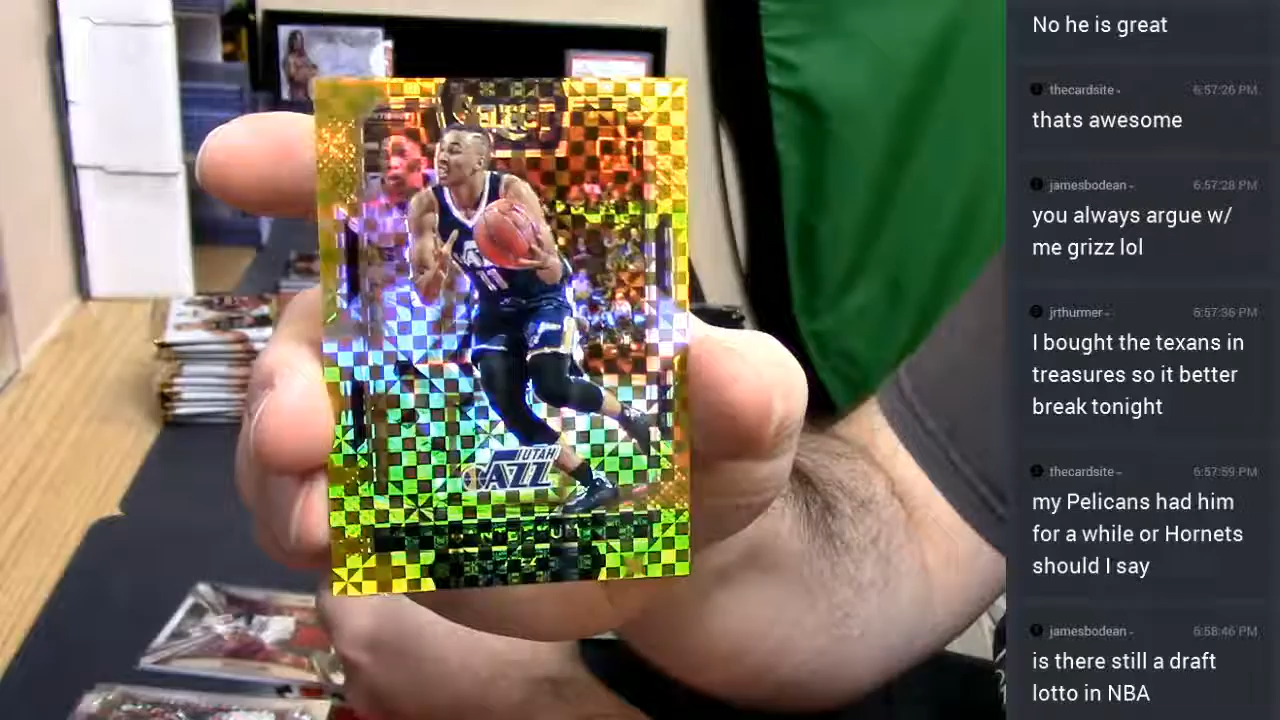 SELECT
11
UTAH
JAZZ
No he is great
thecardsite
6:57:26 PM
thats awesome
jamesbodean
6:57:28 PM
you always argue w/
me grizz lol
jrthurmer
6:57:36 PM
I bought the texans in
treasures so it better
break tonight
thecardsite
6:57:59 PM
my Pelicans had him
for a while or Hornets
should I say
jamesbodean
6:58:46 PM
is there still a draft
lotto in NBA